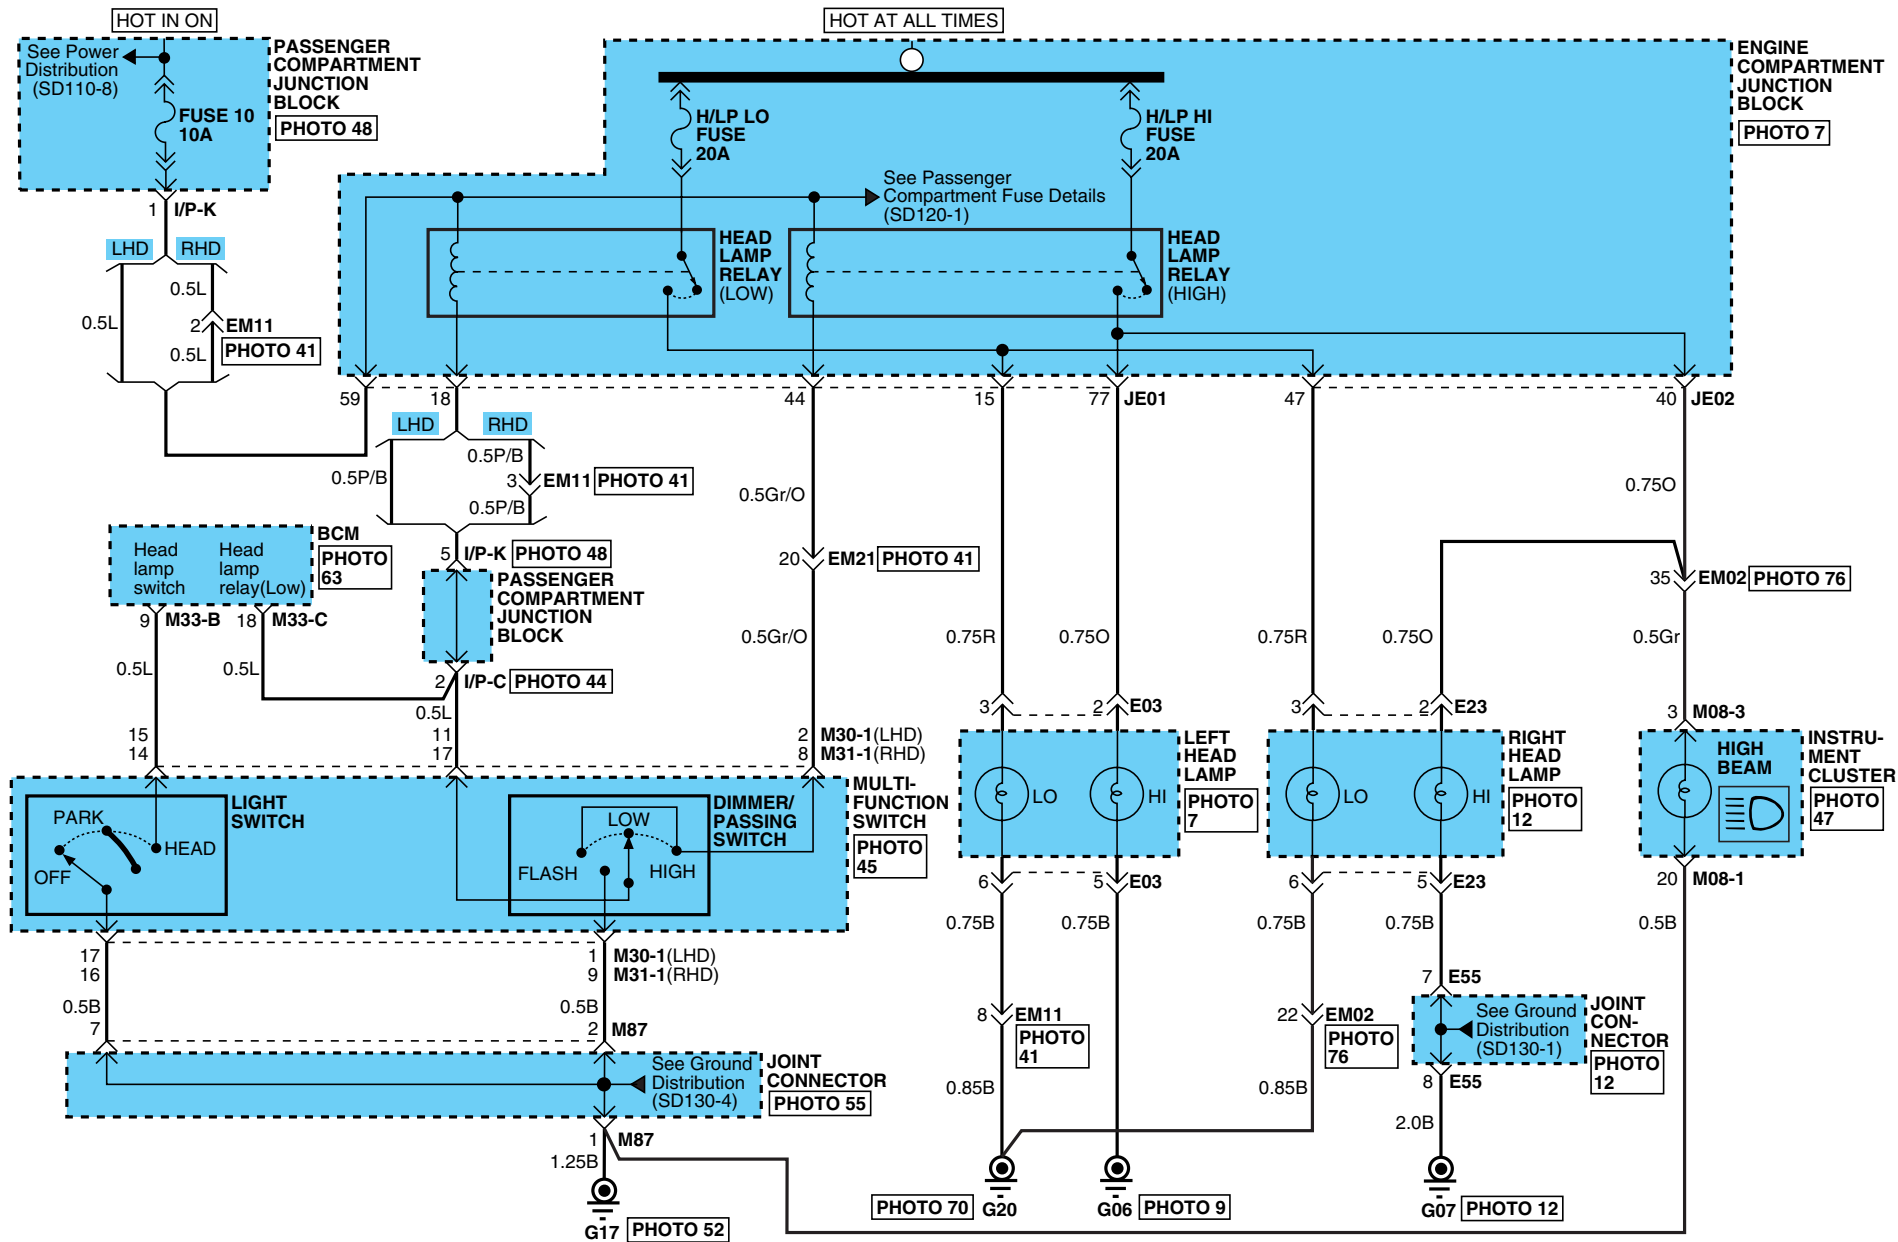 HOT IN ON
HOT AT ALL TIMES
See Power
Distribution
(SD110-8)
FUSE 10
10A
PASSENGER
COMPARTMENT
JUNCTION
BLOCK
PHOTO 48
H/LP LO
FUSE
20A
H/LP HI
FUSE
20A
ENGINE
COMPARTMENT
JUNCTION
BLOCK
PHOTO 7
See Passenger
Compartment Fuse Details
(SD120-1)
1 I/P-K
LHD RHD
0.5L
0.5L
2 EM11
PHOTO 41
0.5L
HEAD
LAMP
RELAY
(LOW)
HEAD
LAMP
RELAY
(HIGH)
59 18 44 15 77 JE01 47 40 JE02
LHD RHD
0.5P/B
0.5P/B
3 EM11 PHOTO 41
0.5P/B
0.5Gr/O
0.75O
BCM
PHOTO
63
Head
lamp
switch
Head
lamp
relay(Low)
9 M33-B 18 M33-C
5 I/P-K PHOTO 48
PASSENGER
COMPARTMENT
JUNCTION
BLOCK
2 I/P-C PHOTO 44
20 EM21 PHOTO 41
35 EM02 PHOTO 76
0.5L 0.5L
0.5L
0.5Gr/O
0.75R 0.75O 0.75R 0.75O 0.5Gr
15 11 2 M30-1(LHD)
14 17 8 M31-1(RHD)
3 2 E03 3 2 E23 3 M08-3
LIGHT
SWITCH
PARK
OFF
HEAD
DIMMER/
PASSING
SWITCH
LOW
FLASH
HIGH
MULTI-
FUNCTION
SWITCH
PHOTO
45
LO HI
LEFT
HEAD
LAMP
PHOTO
7
LO HI
RIGHT
HEAD
LAMP
PHOTO
12
HIGH
BEAM
INSTRU-
MENT
CLUSTER
PHOTO
47
6 5 E03 6 5 E23 20 M08-1
0.75B 0.75B 0.75B 0.75B 0.5B
17 1 M30-1(LHD)
16 9 M31-1(RHD)
0.5B 0.5B
7 2 M87
8 EM11
PHOTO
41
22 EM02
PHOTO
76
7 E55
See Ground
Distribution
(SD130-1)
JOINT
CON-
NECTOR
PHOTO
12
8 E55
See Ground
Distribution
(SD130-4)
JOINT
CONNECTOR
PHOTO 55
0.85B 0.85B 2.0B
1 M87
1.25B
G17 PHOTO 52
PHOTO 70 G20
G06 PHOTO 9
G07 PHOTO 12